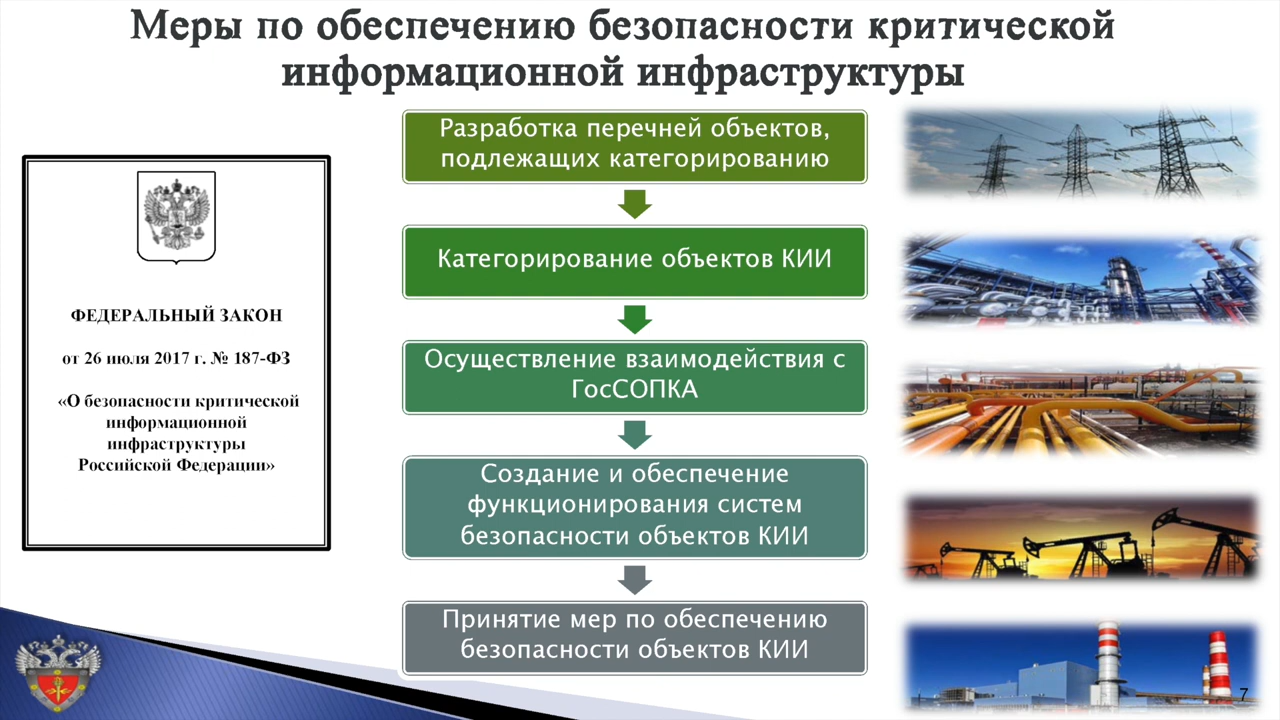 Меры по обеспечению безопасности критической
информационной инфраструктуры
ФЕДЕРАЛЬНЫЙ ЗАКОН
от 26 июля 2017 г. № 187-ФЗ
«О безопасности критической
информационной
инфраструктуры
Российской Федерации»
Разработка перечней объектов,
подлежащих категорированию
Категорирование объектов КИИ
Осуществление взаимодействия с
ГосСОПКА
Создание и обеспечение
функционирования систем
безопасности объектов КИИ
Принятие мер по обеспечению
безопасности объектов КИИ
7